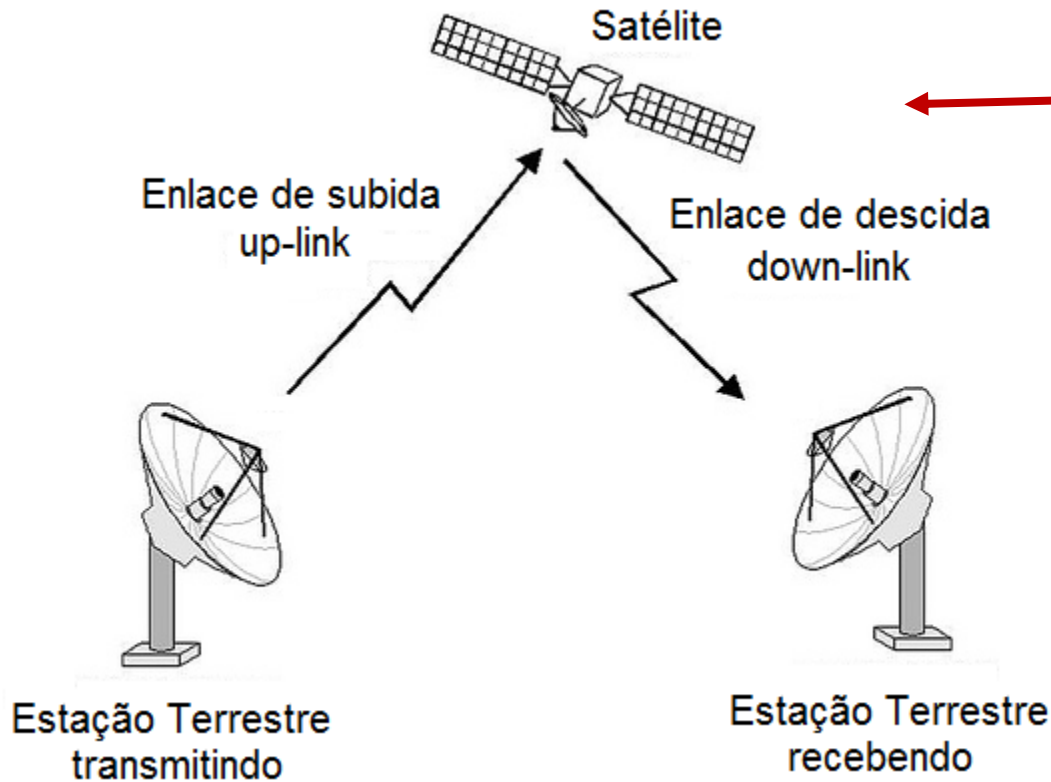 Satélite
Enlace de subida
up-link
Enlace de descida
down-link
Estação Terrestre
transmitindo
Estação Terrestre
recebendo